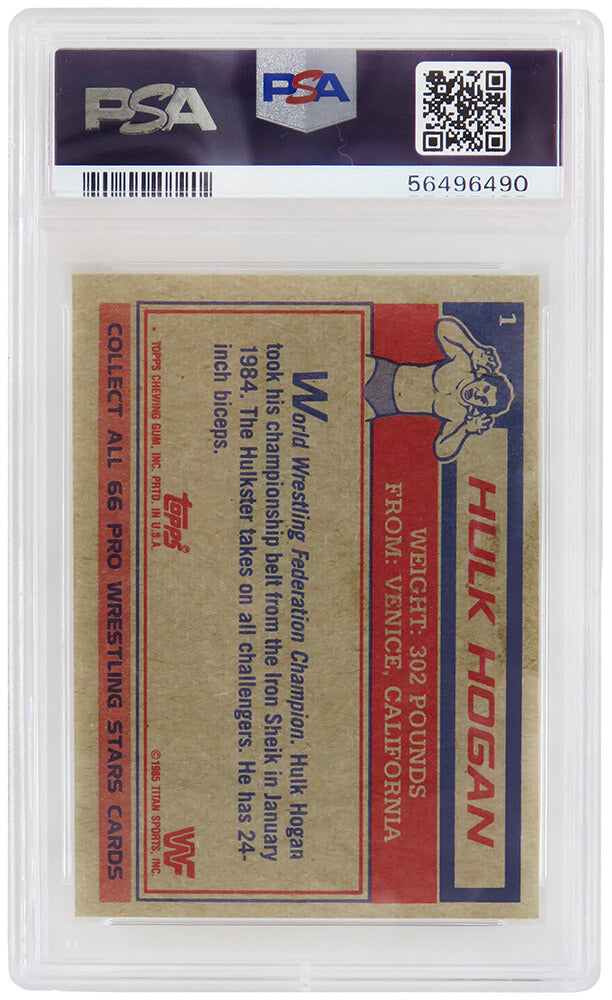 PSA
PSA
56496490
1
HULK HOGAN
WEIGHT: 302 POUNDS
FROM: VENICE, CALIFORNIA
World Wrestling Federation Champion. Hulk Hogan
took his championship belt from the Iron Sheik in January
1984. The Hulkster takes on all challengers. He has 24-
inch biceps.
topps®
W
* TOPPS CHEWING GUM, INC. PRTD. IN U.S.A.
©1985 TITAN SPORTS, INC.
COLLECT ALL 66 PRO WRESTLING STARS CARDS